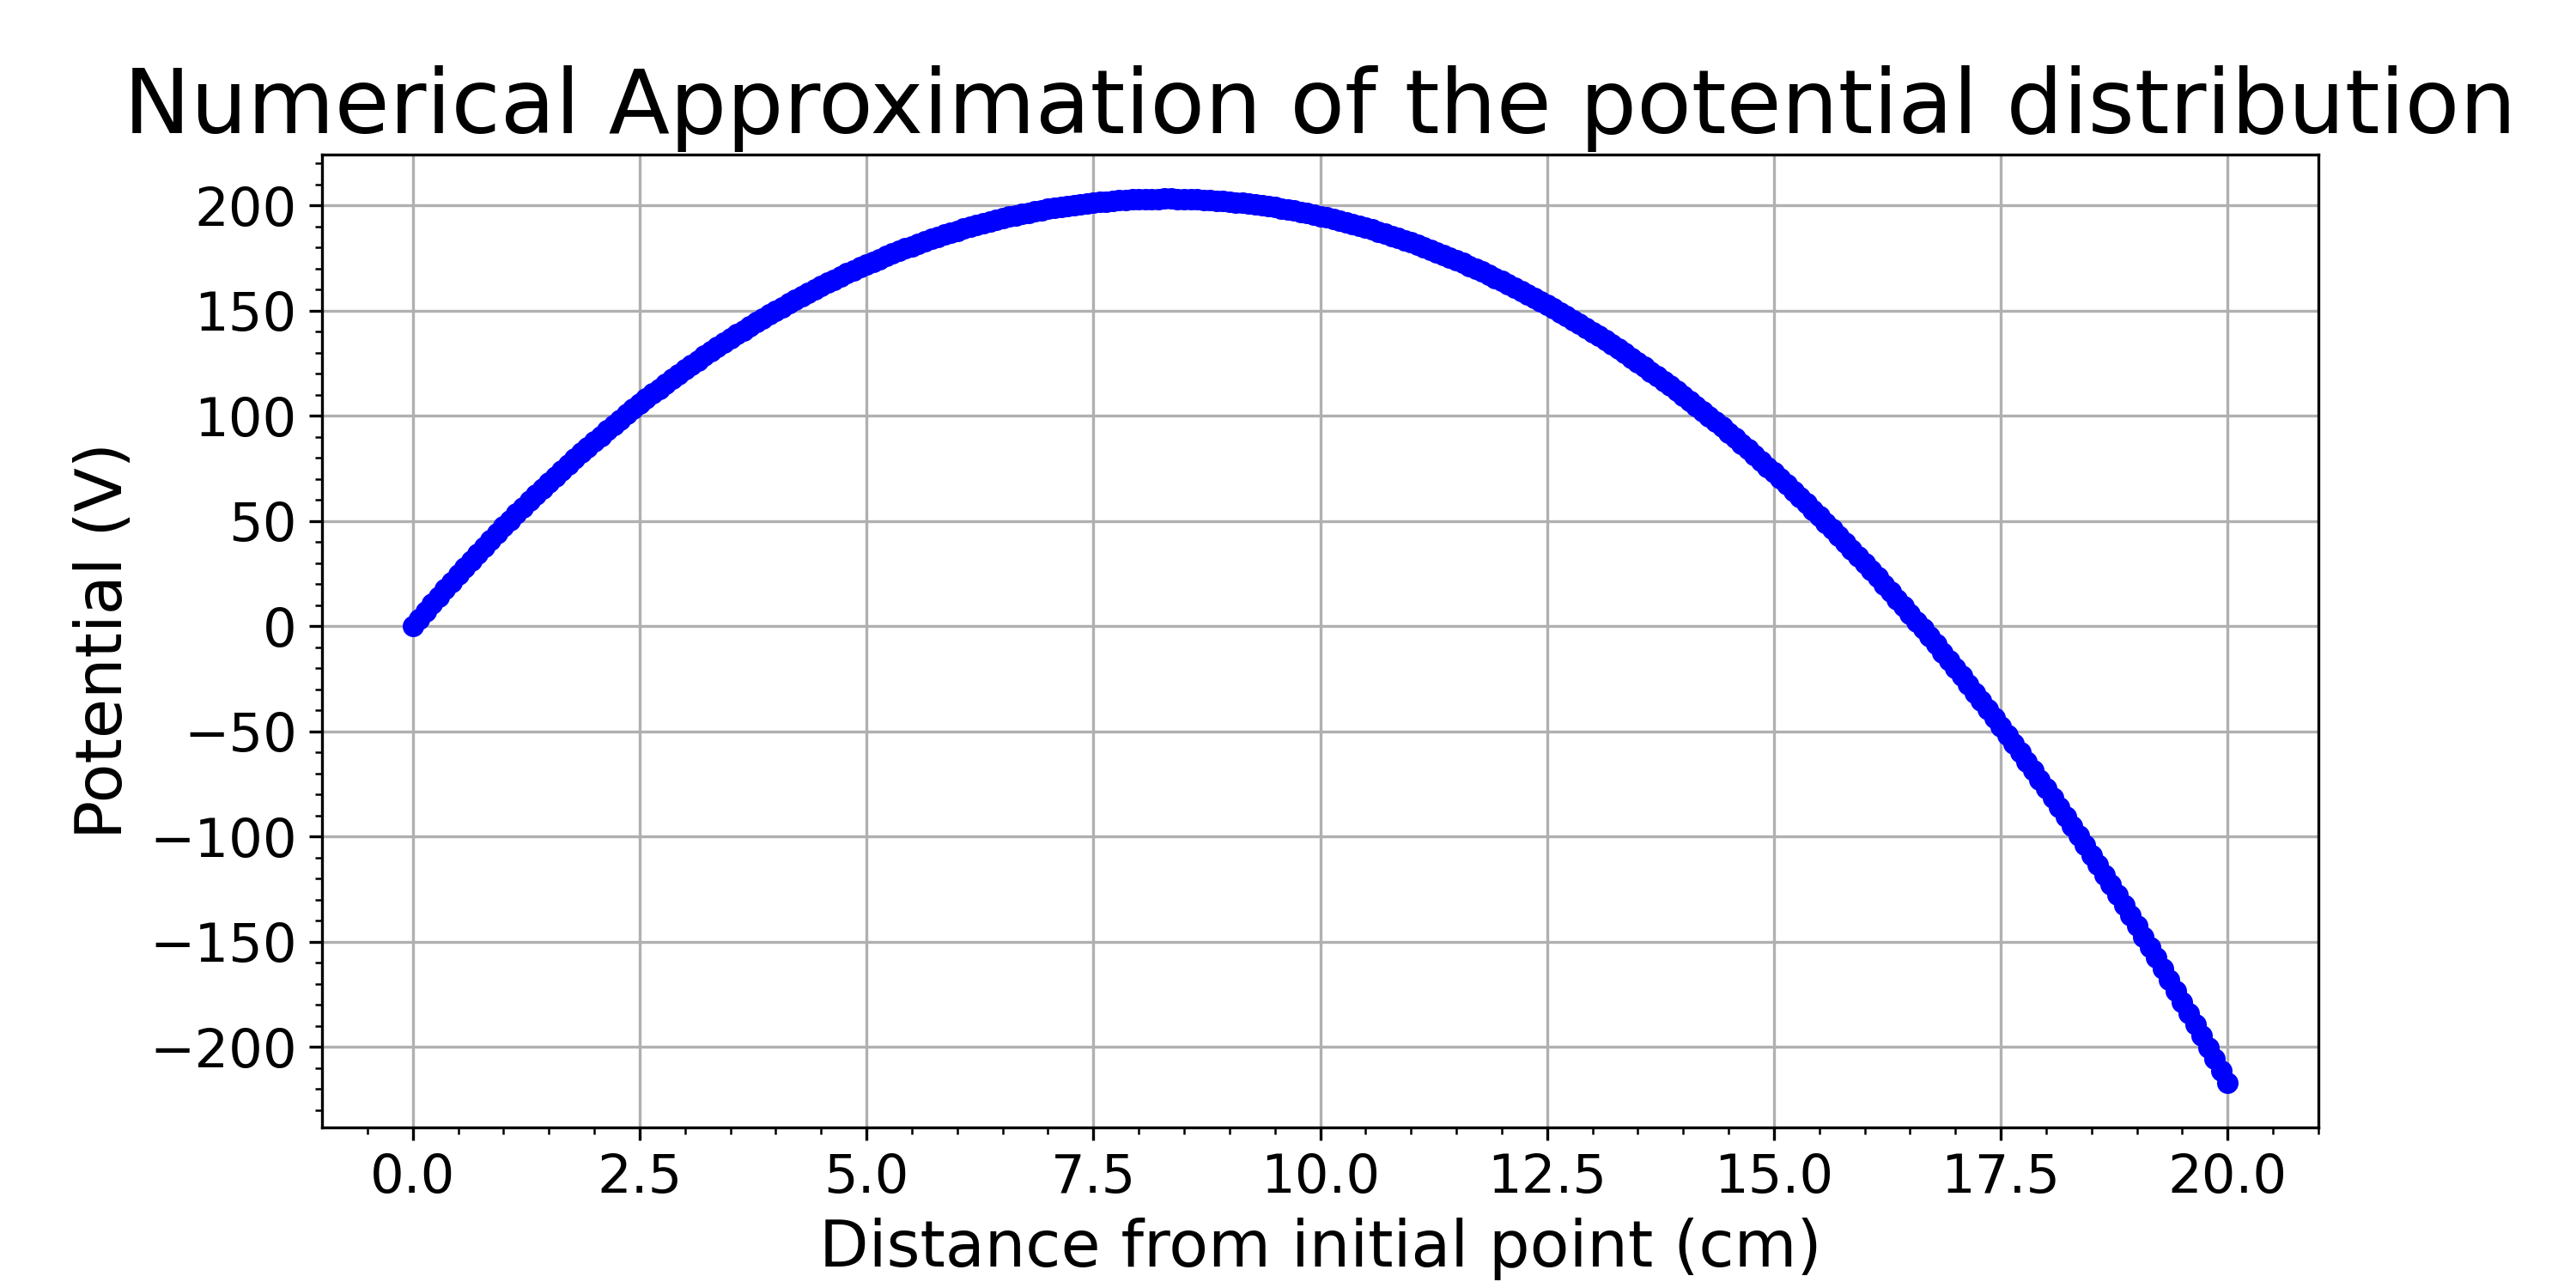 Numerical Approximation of the potential distribution
Potential (V)
200
150
100
50
0
−50
−100
−150
−200
0.0 2.5 5.0 7.5 10.0 12.5 15.0 17.5 20.0
Distance from initial point (cm)